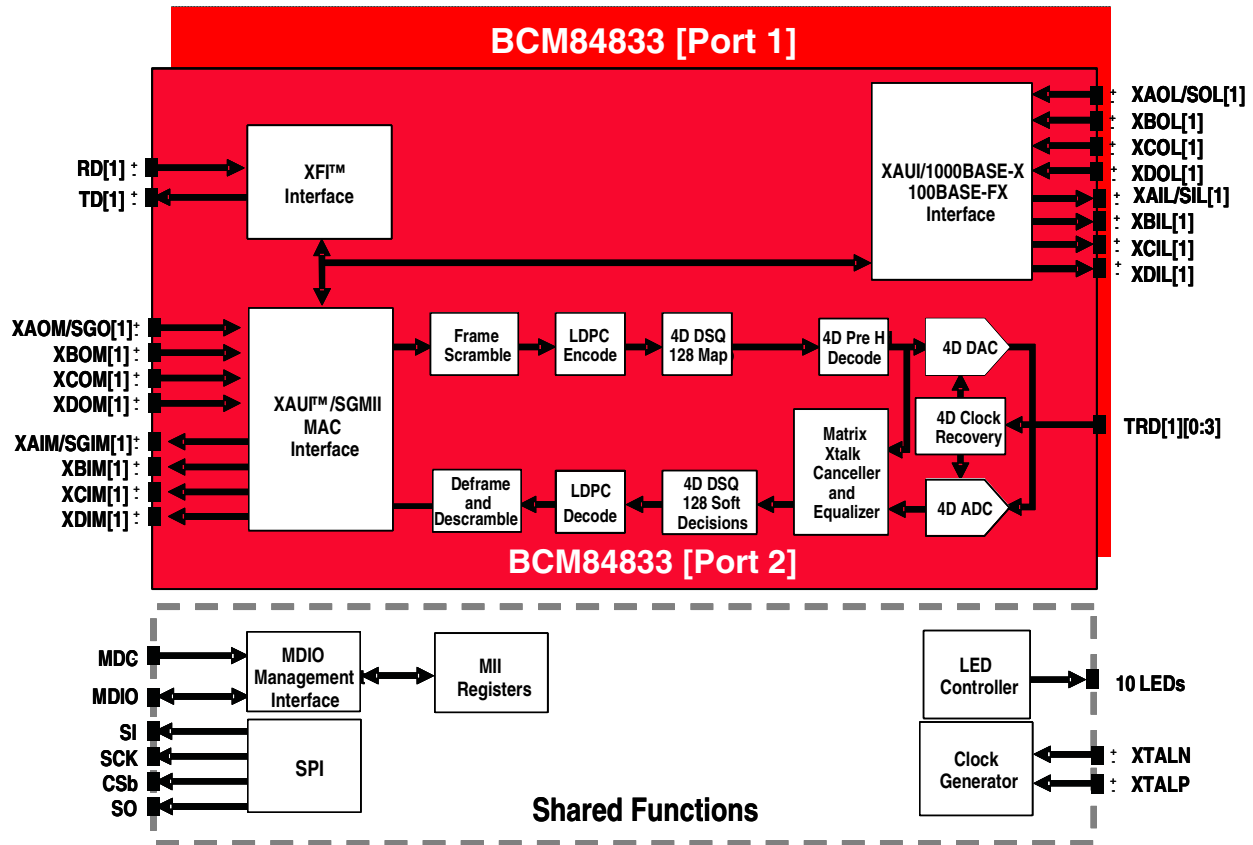 BCM84833 [Port 1]
XAOL/SOL[1]
XBOL[1]
XCOL[1]
XDOL[1]
XAIL/SIL[1]
XBIL[1]
XCIL[1]
XDIL[1]
XAUI/1000BASE-X
100BASE-FX
Interface
RD[1]
TD[1]
XFI™
Interface
XAOM/SGO[1]
XBOM[1]
XCOM[1]
XDOM[1]
XAIM/SGIM[1]
XBIM[1]
XCIM[1]
XDIM[1]
XAUI™/SGMII
MAC
Interface
Frame
Scramble
LDPC
Encode
4D DSQ
128 Map
4D Pre H
Decode
4D DAC
4D Clock
Recovery
TRD[1][0:3]
Deframe
and
Descramble
LDPC
Decode
4D DSQ
128 Soft
Decisions
Matrix
Xtalk
Canceller
and
Equalizer
4D ADC
BCM84833 [Port 2]
MDC
MDIO
SI
SCK
CSb
SO
MDIO
Management
Interface
MII
Registers
SPI
LED
Controller
10 LEDs
Clock
Generator
XTALN
XTALP
Shared Functions